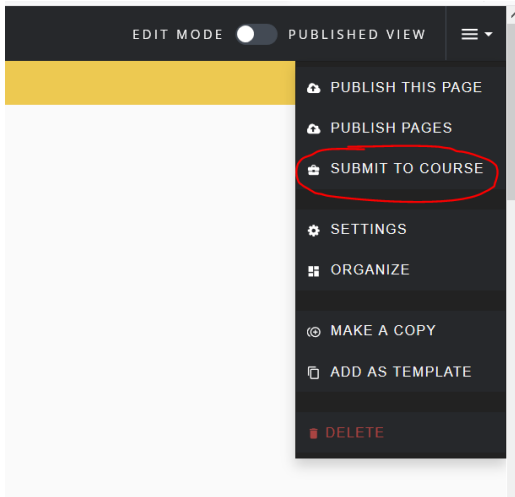 EDIT MODE PUBLISHED VIEW
PUBLISH THIS PAGE
PUBLISH PAGES
SUBMIT TO COURSE
SETTINGS
ORGANIZE
MAKE A COPY
ADD AS TEMPLATE
DELETE